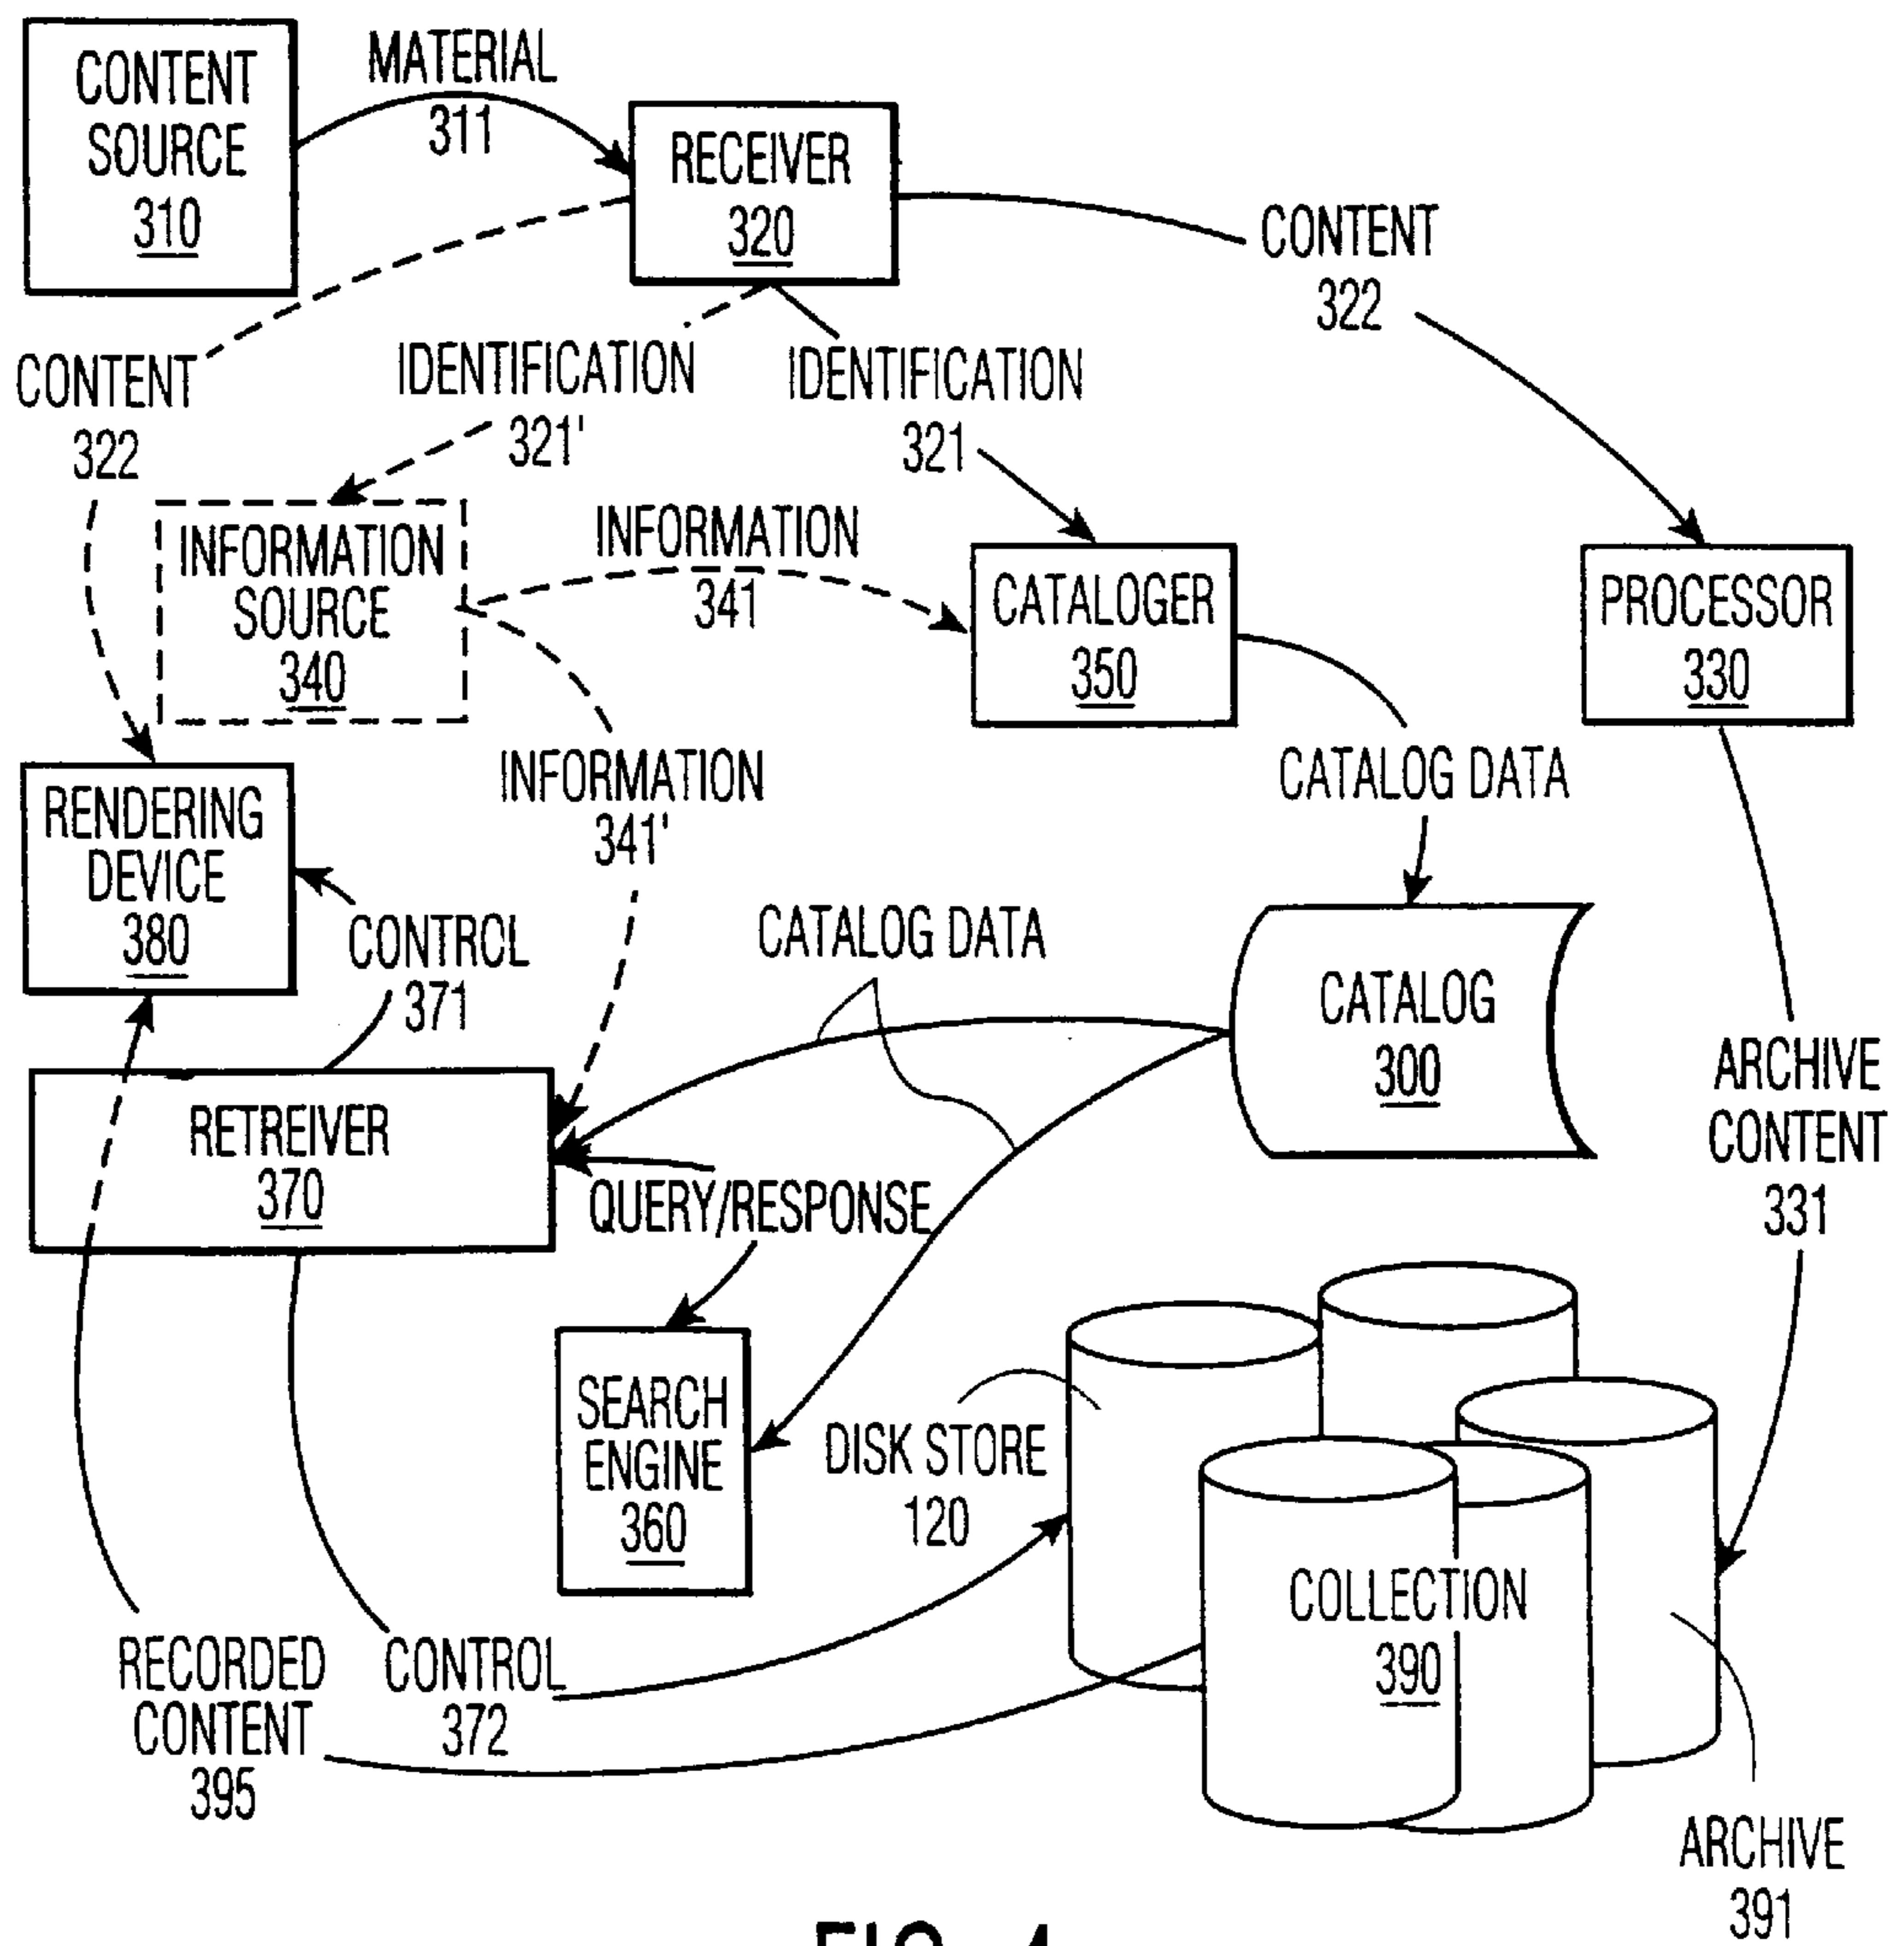 CONTENT
SOURCE
310
MATERIAL
311
RECEIVER
320
CONTENT
322
CONTENT
322
IDENTIFICATION
321'
IDENTIFICATION
321
INFORMATION
SOURCE
340
INFORMATION
341
CATALOGER
350
PROCESSOR
330
INFORMATION
341'
CATALOG DATA
RENDERING
DEVICE
380
CONTROL
371
CATALOG DATA
CATALOG
300
ARCHIVE
CONTENT
331
RETREIVER
370
QUERY/RESPONSE
SEARCH
ENGINE
360
DISK STORE
120
COLLECTION
390
RECORDED
CONTENT
395
CONTROL
372
ARCHIVE
391